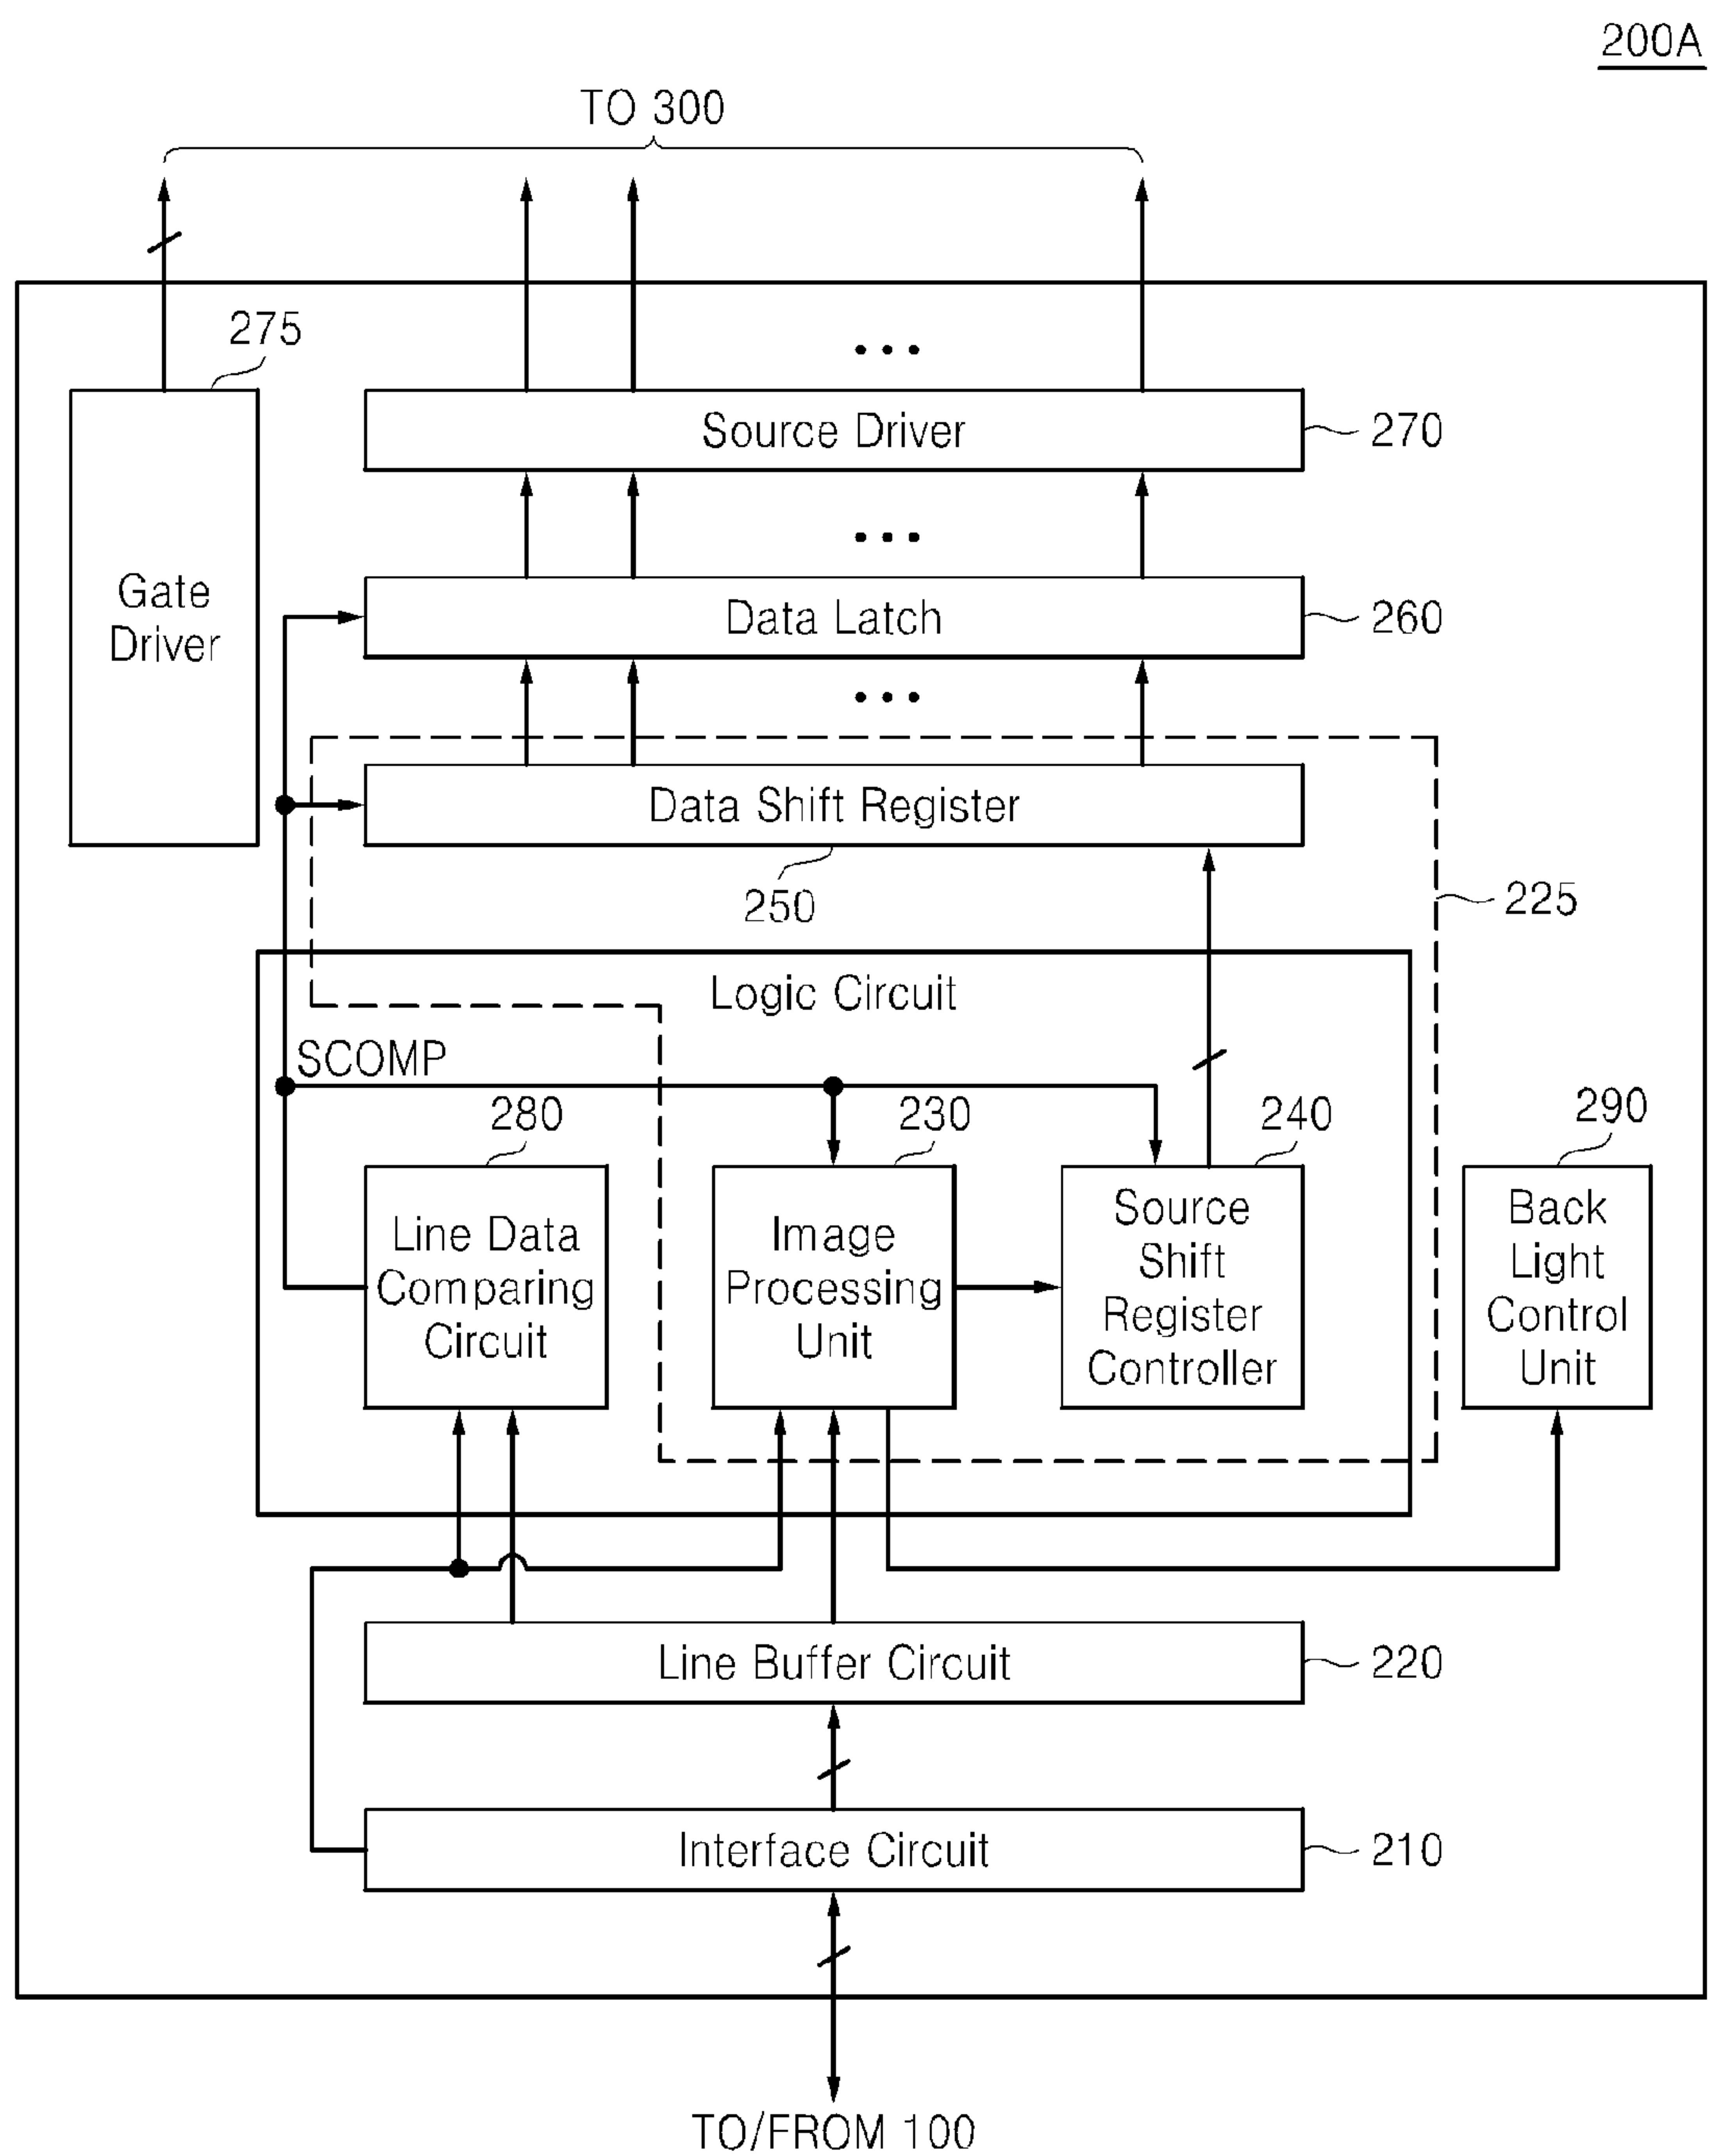 200A
TO 300
275
...
Source Driver
270
...
Gate
Driver
Data Latch
260
...
Data Shift Register
250
225
Logic Circuit
SCOMP
280
230
240
290
Line Data
Comparing
Circuit
Image
Processing
Unit
Source
Shift
Register
Controller
Back
Light
Control
Unit
Line Buffer Circuit
220
Interface Circuit
210
TO/FROM 100